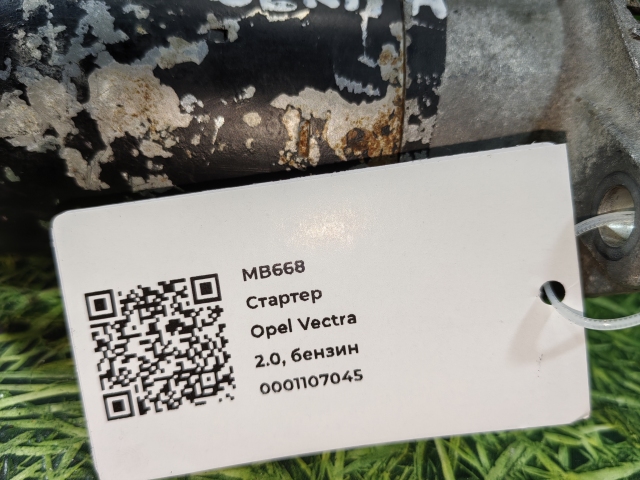 MB668
Стартер
Opel Vectra
2.0, бензин
0001107045